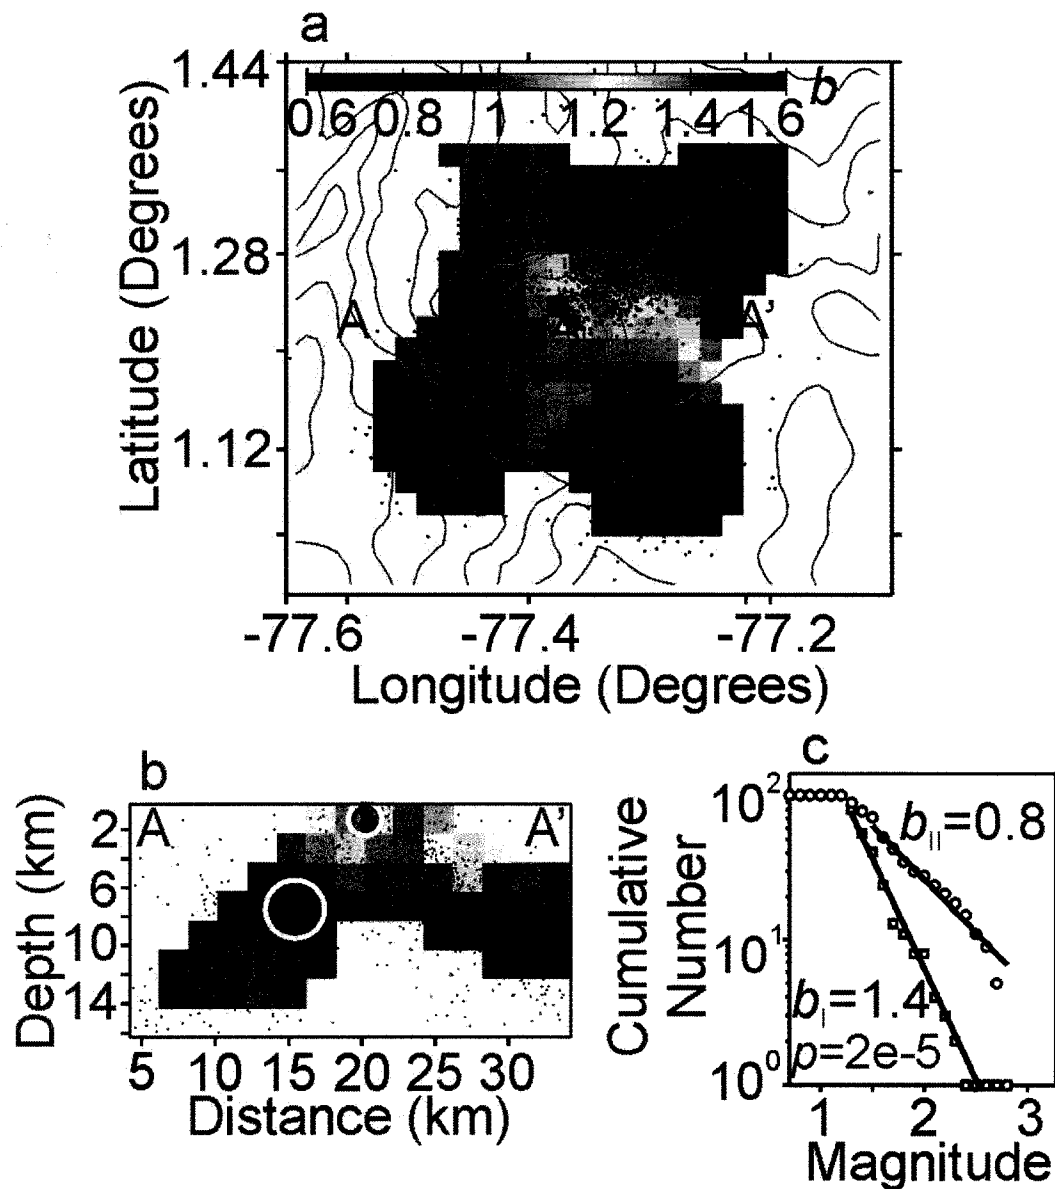 a
1.44
0.6 0.8 1 1.2 1.4 1.6 b
1.28
A A'
1.12
Latitude (Degrees)
-77.6 -77.4 -77.2
Longitude (Degrees)
b
A A'
2
6
10
14
Depth (km)
5 10 15 20 25 30
Distance (km)
c
10²
10¹
10⁰
Cumulative
Number
b_II=0.8
b_I=1.4
p=2e-5
1 2 3
Magnitude